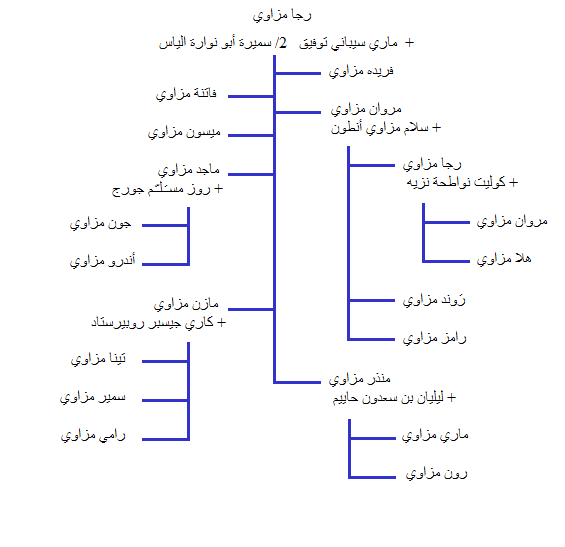 رجا مزاوي
+ ماري سيباني توفيق 2/ سميرة أبو نوارة الياس
فريده مزاوي
فاتنة مزاوي
مروان مزاوي
+ سلام مزاوي أنطون
ميسون مزاوي
رجا مزاوي
+ كوليت نواطحة نزيه
ماجد مزاوي
+ روز مستلـّم جورج
مروان مزاوي
هلا مزاوي
جون مزاوي
أندرو مزاوي
رَوند مزاوي
رامز مزاوي
مازن مزاوي
+ كاري جيسبر روبيرستاد
تينا مزاوي
سمير مزاوي
رامي مزاوي
منذر مزاوي
+ ليليان بن سعدون حاييم
ماري مزاوي
رون مزاوي